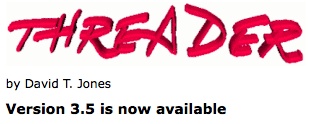 THREADER
by David T. Jones
Version 3.5 is now available